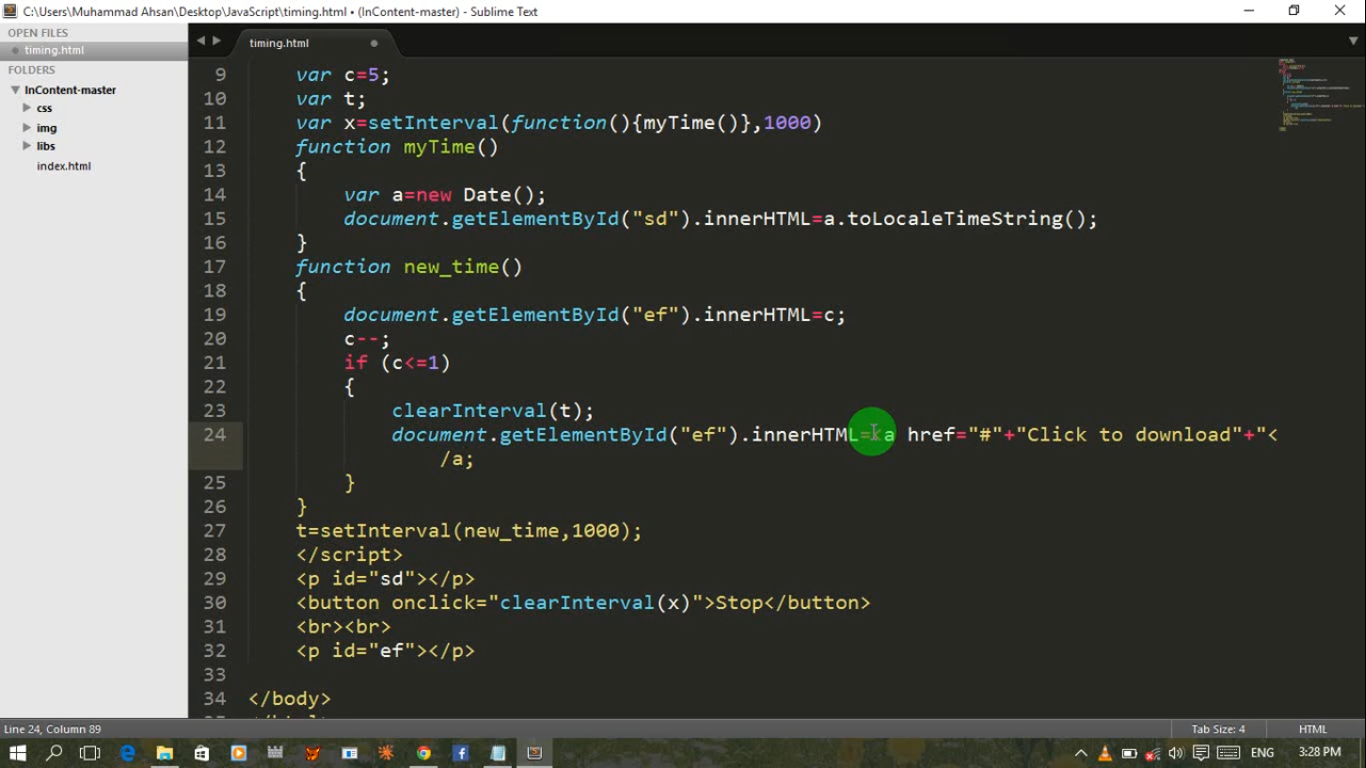 C:\Users\Muhammad Ahsan\Desktop\JavaScript\timing.html • (InContent-master) - Sublime Text
OPEN FILES
timing.html
FOLDERS
InContent-master
css
img
libs
index.html
timing.html
9 var c=5;
10 var t;
11 var x=setInterval(function(){myTime()},1000)
12 function myTime()
13 {
14 var a=new Date();
15 document.getElementById("sd").innerHTML=a.toLocaleTimeString();
16 }
17 function new_time()
18 {
19 document.getElementById("ef").innerHTML=c;
20 c--;
21 if (c<=1)
22 {
23 clearInterval(t);
24 document.getElementById("ef").innerHTML=<a href="#"+"Click to download"+"<
/a;
25 }
26 }
27 t=setInterval(new_time,1000);
28 </script>
29 <p id="sd"></p>
30 <button onclick="clearInterval(x)">Stop</button>
31 <br><br>
32 <p id="ef"></p>
33
34 </body>
Line 24, Column 89
Tab Size: 4
HTML
ENG
3:28 PM